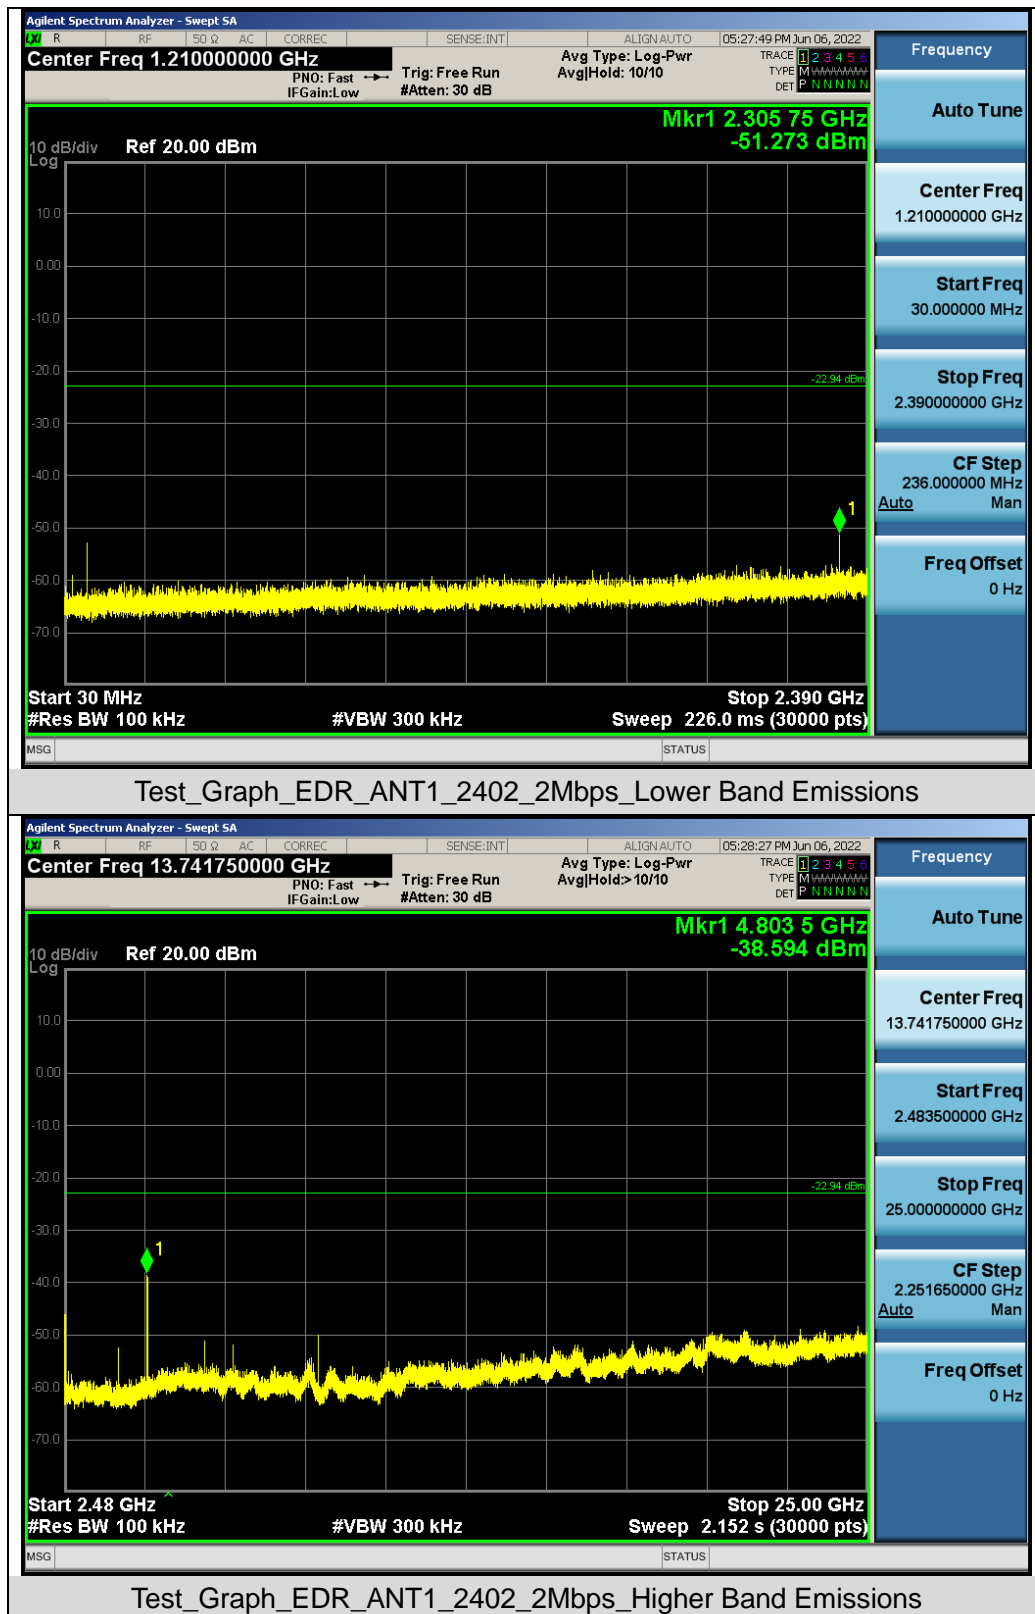 Agilent Spectrum Analyzer - Swept SA
LXI R RF 50 Ω AC CORREC SENSE:INT ALIGN AUTO 05:27:49 PM Jun 06, 2022
Center Freq 1.210000000 GHz
PNO: Fast
IFGain:Low
Trig: Free Run
#Atten: 30 dB
Avg Type: Log-Pwr
Avg|Hold: 10/10
TRACE 1 2 3 4 5 6
TYPE M
DET P N N N N N
Mkr1 2.305 75 GHz
-51.273 dBm
10 dB/div Ref 20.00 dBm
Log
10.0
0.00
-10.0
-20.0
-22.94 dBm
-30.0
-40.0
-50.0
1
-60.0
-70.0
Start 30 MHz Stop 2.390 GHz
#Res BW 100 kHz #VBW 300 kHz Sweep 226.0 ms (30000 pts)
MSG STATUS
Frequency
Auto Tune
Center Freq
1.210000000 GHz
Start Freq
30.000000 MHz
Stop Freq
2.390000000 GHz
CF Step
236.000000 MHz
Auto Man
Freq Offset
0 Hz
Test_Graph_EDR_ANT1_2402_2Mbps_Lower Band Emissions
Agilent Spectrum Analyzer - Swept SA
LXI R RF 50 Ω AC CORREC SENSE:INT ALIGN AUTO 05:28:27 PM Jun 06, 2022
Center Freq 13.741750000 GHz
PNO: Fast
IFGain:Low
Trig: Free Run
#Atten: 30 dB
Avg Type: Log-Pwr
Avg|Hold:>10/10
TRACE 1 2 3 4 5 6
TYPE M
DET P N N N N N
Mkr1 4.803 5 GHz
-38.594 dBm
10 dB/div Ref 20.00 dBm
Log
10.0
0.00
-10.0
-20.0
-22.94 dBm
-30.0
1
-40.0
-50.0
-60.0
-70.0
Start 2.48 GHz Stop 25.00 GHz
#Res BW 100 kHz #VBW 300 kHz Sweep 2.152 s (30000 pts)
MSG STATUS
Frequency
Auto Tune
Center Freq
13.741750000 GHz
Start Freq
2.483500000 GHz
Stop Freq
25.000000000 GHz
CF Step
2.251650000 GHz
Auto Man
Freq Offset
0 Hz
Test_Graph_EDR_ANT1_2402_2Mbps_Higher Band Emissions